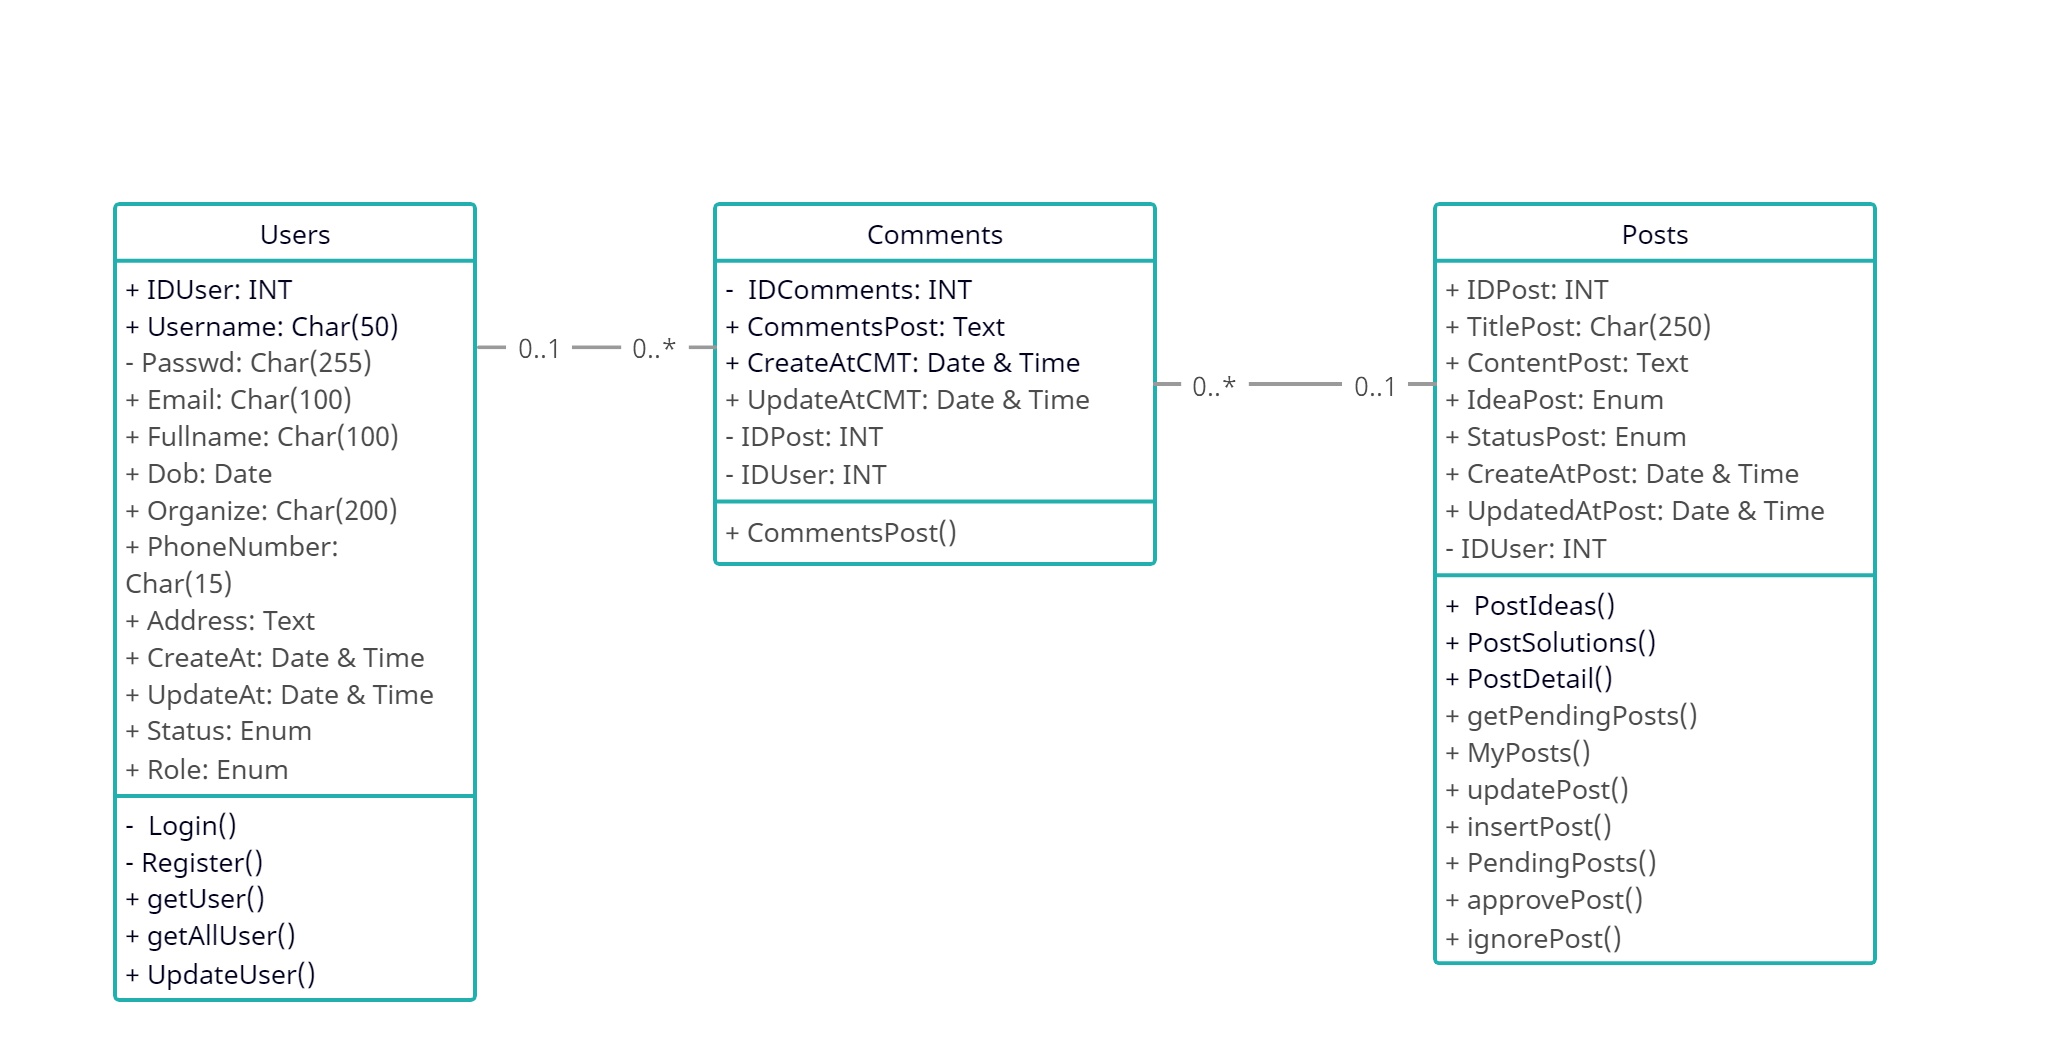 Users
+ IDUser: INT
+ Username: Char(50)
- Passwd: Char(255)
+ Email: Char(100)
+ Fullname: Char(100)
+ Dob: Date
+ Organize: Char(200)
+ PhoneNumber:
Char(15)
+ Address: Text
+ CreateAt: Date & Time
+ UpdateAt: Date & Time
+ Status: Enum
+ Role: Enum
- Login()
- Register()
+ getUser()
+ getAllUser()
+ UpdateUser()
0..1
0..*
Comments
- IDComments: INT
+ CommentsPost: Text
+ CreateAtCMT: Date & Time
+ UpdateAtCMT: Date & Time
- IDPost: INT
- IDUser: INT
+ CommentsPost()
0..*
0..1
Posts
+ IDPost: INT
+ TitlePost: Char(250)
+ ContentPost: Text
+ IdeaPost: Enum
+ StatusPost: Enum
+ CreateAtPost: Date & Time
+ UpdatedAtPost: Date & Time
- IDUser: INT
+ PostIdeas()
+ PostSolutions()
+ PostDetail()
+ getPendingPosts()
+ MyPosts()
+ updatePost()
+ insertPost()
+ PendingPosts()
+ approvePost()
+ ignorePost()